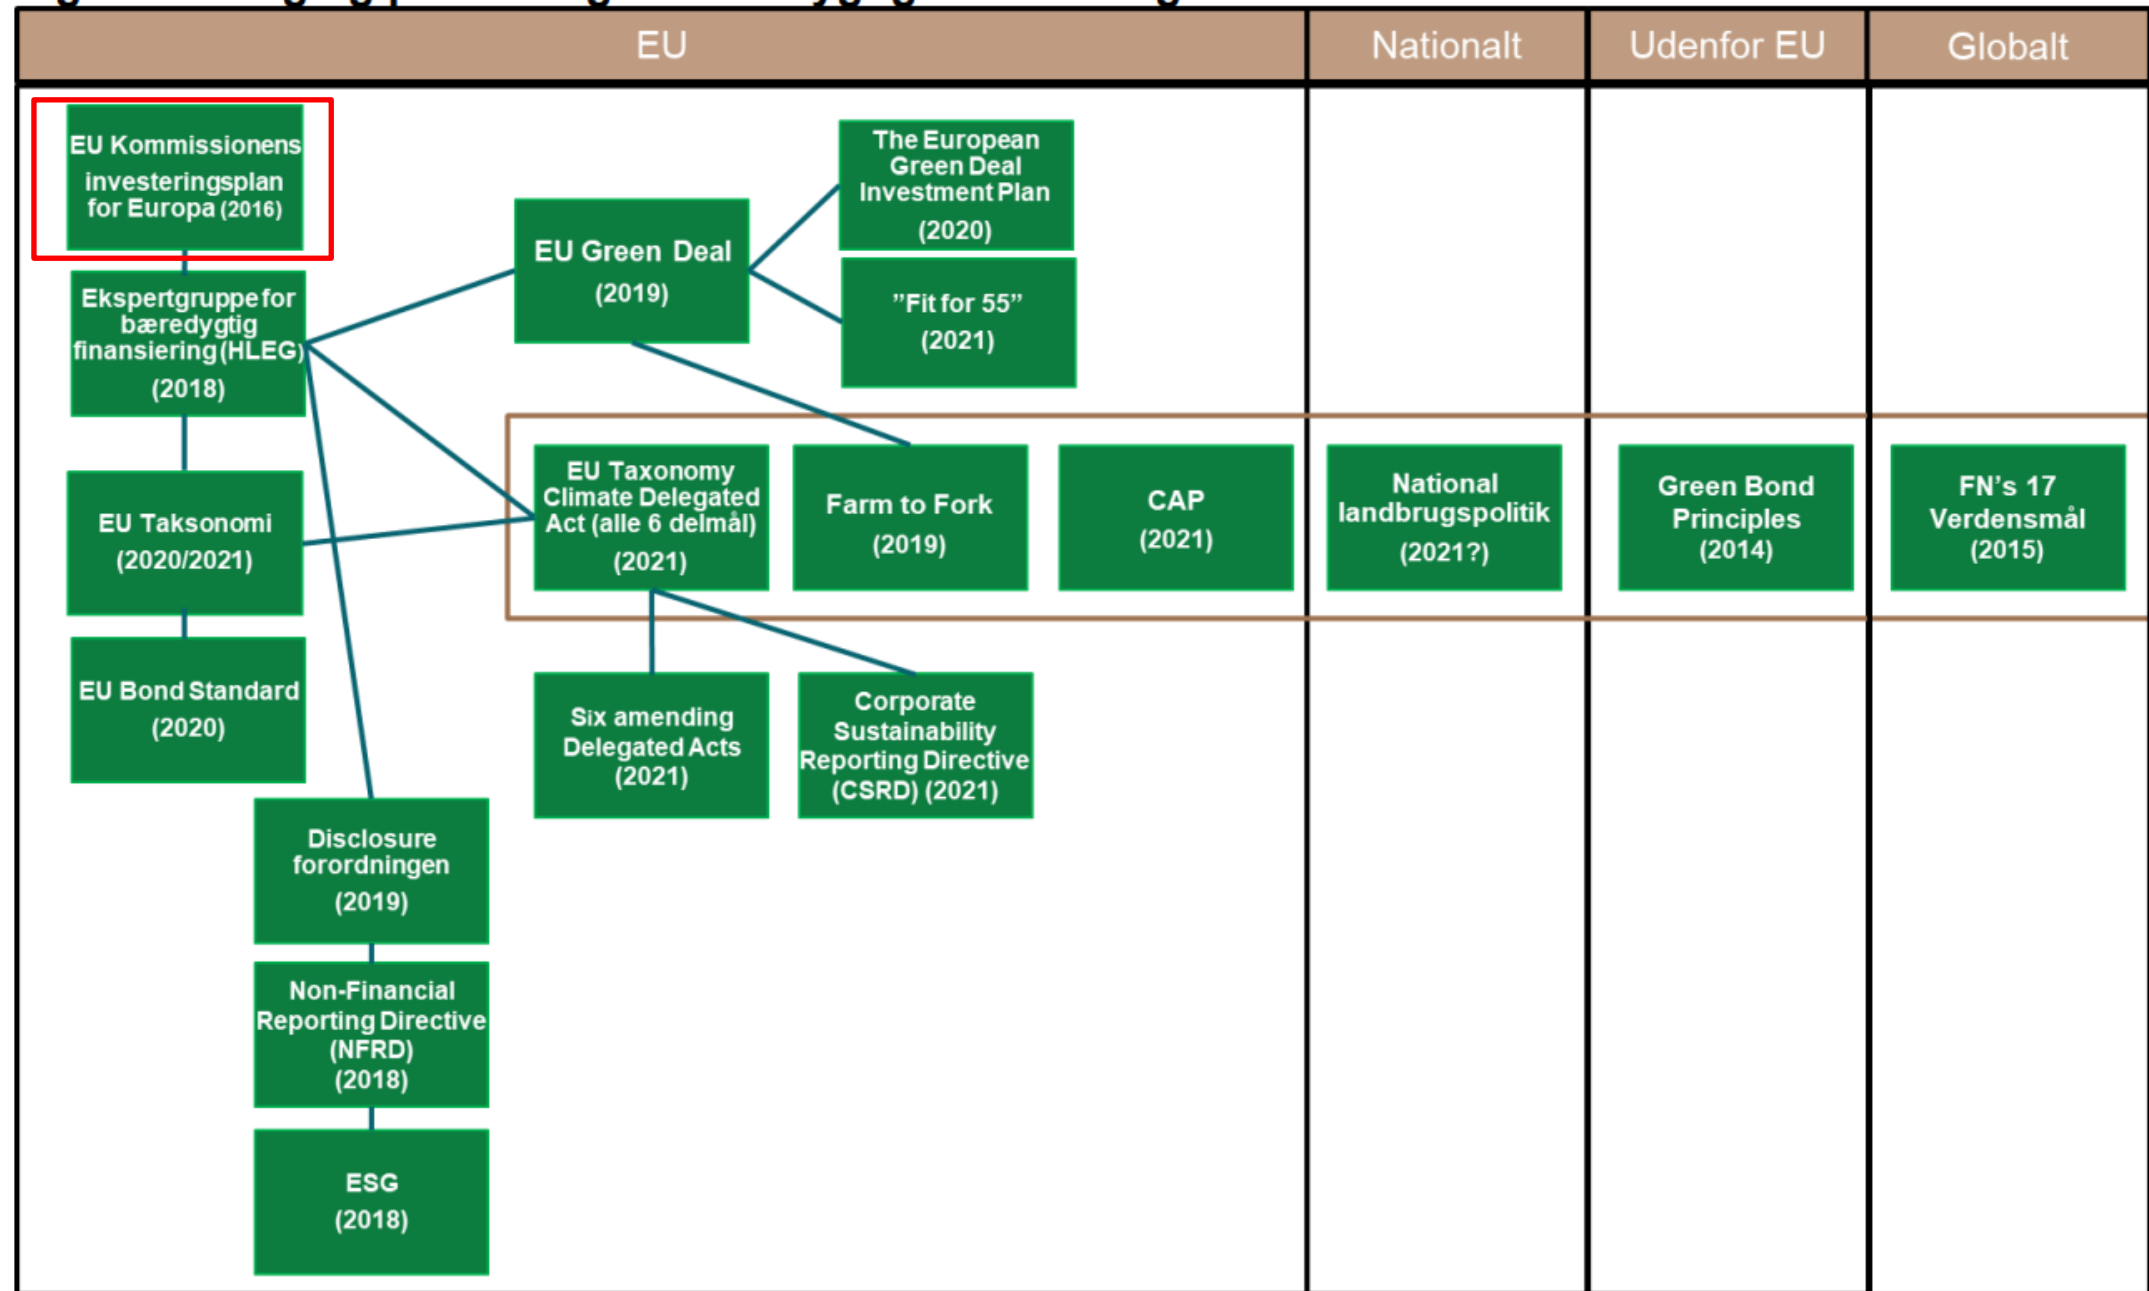 EU
Nationalt
Udenfor EU
Globalt
EU Kommissionens
investeringsplan
for Europa (2016)
Ekspertgruppe for
bæredygtig
finansiering (HLEG)
(2018)
EU Taksonomi
(2020/2021)
EU Bond Standard
(2020)
Disclosure
forordningen
(2019)
Non-Financial
Reporting Directive
(NFRD)
(2018)
ESG
(2018)
EU Green Deal
(2019)
The European
Green Deal
Investment Plan
(2020)
”Fit for 55”
(2021)
EU Taxonomy
Climate Delegated
Act (alle 6 delmål)
(2021)
Farm to Fork
(2019)
CAP
(2021)
National
landbrugspolitik
(2021?)
Green Bond
Principles
(2014)
FN's 17
Verdensmål
(2015)
Six amending
Delegated Acts
(2021)
Corporate
Sustainability
Reporting Directive
(CSRD) (2021)